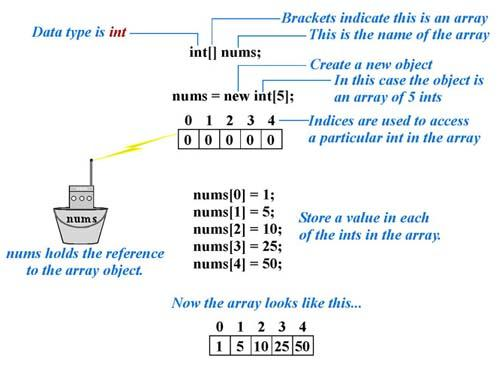 Brackets indicate this is an array
Data type is int
This is the name of the array
int[] nums;
Create a new object
In this case the object is
an array of 5 ints
nums = new int[5];
0 1 2 3 4
Indices are used to access
a particular int in the array
0 0 0 0 0
nums
nums holds the reference
to the array object.
nums[0] = 1;
nums[1] = 5;
nums[2] = 10;
nums[3] = 25;
nums[4] = 50;
Store a value in each
of the ints in the array.
Now the array looks like this...
0 1 2 3 4
1 5 10 25 50